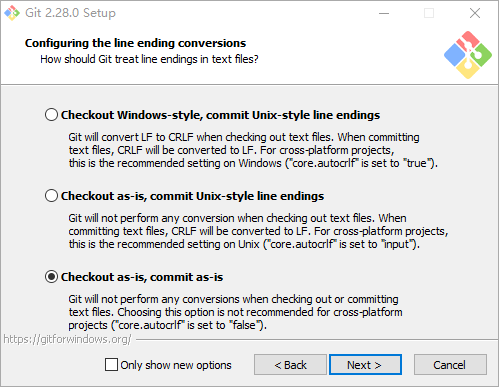 Git 2.28.0 Setup
Configuring the line ending conversions
How should Git treat line endings in text files?
Checkout Windows-style, commit Unix-style line endings
Git will convert LF to CRLF when checking out text files. When committing
text files, CRLF will be converted to LF. For cross-platform projects,
this is the recommended setting on Windows ("core.autocrlf" is set to "true").
Checkout as-is, commit Unix-style line endings
Git will not perform any conversion when checking out text files. When
committing text files, CRLF will be converted to LF. For cross-platform projects,
this is the recommended setting on Unix ("core.autocrlf" is set to "input").
Checkout as-is, commit as-is
Git will not perform any conversions when checking out or committing
text files. Choosing this option is not recommended for cross-platform
projects ("core.autocrlf" is set to "false").
https://gitforwindows.org/
Only show new options
< Back
Next >
Cancel